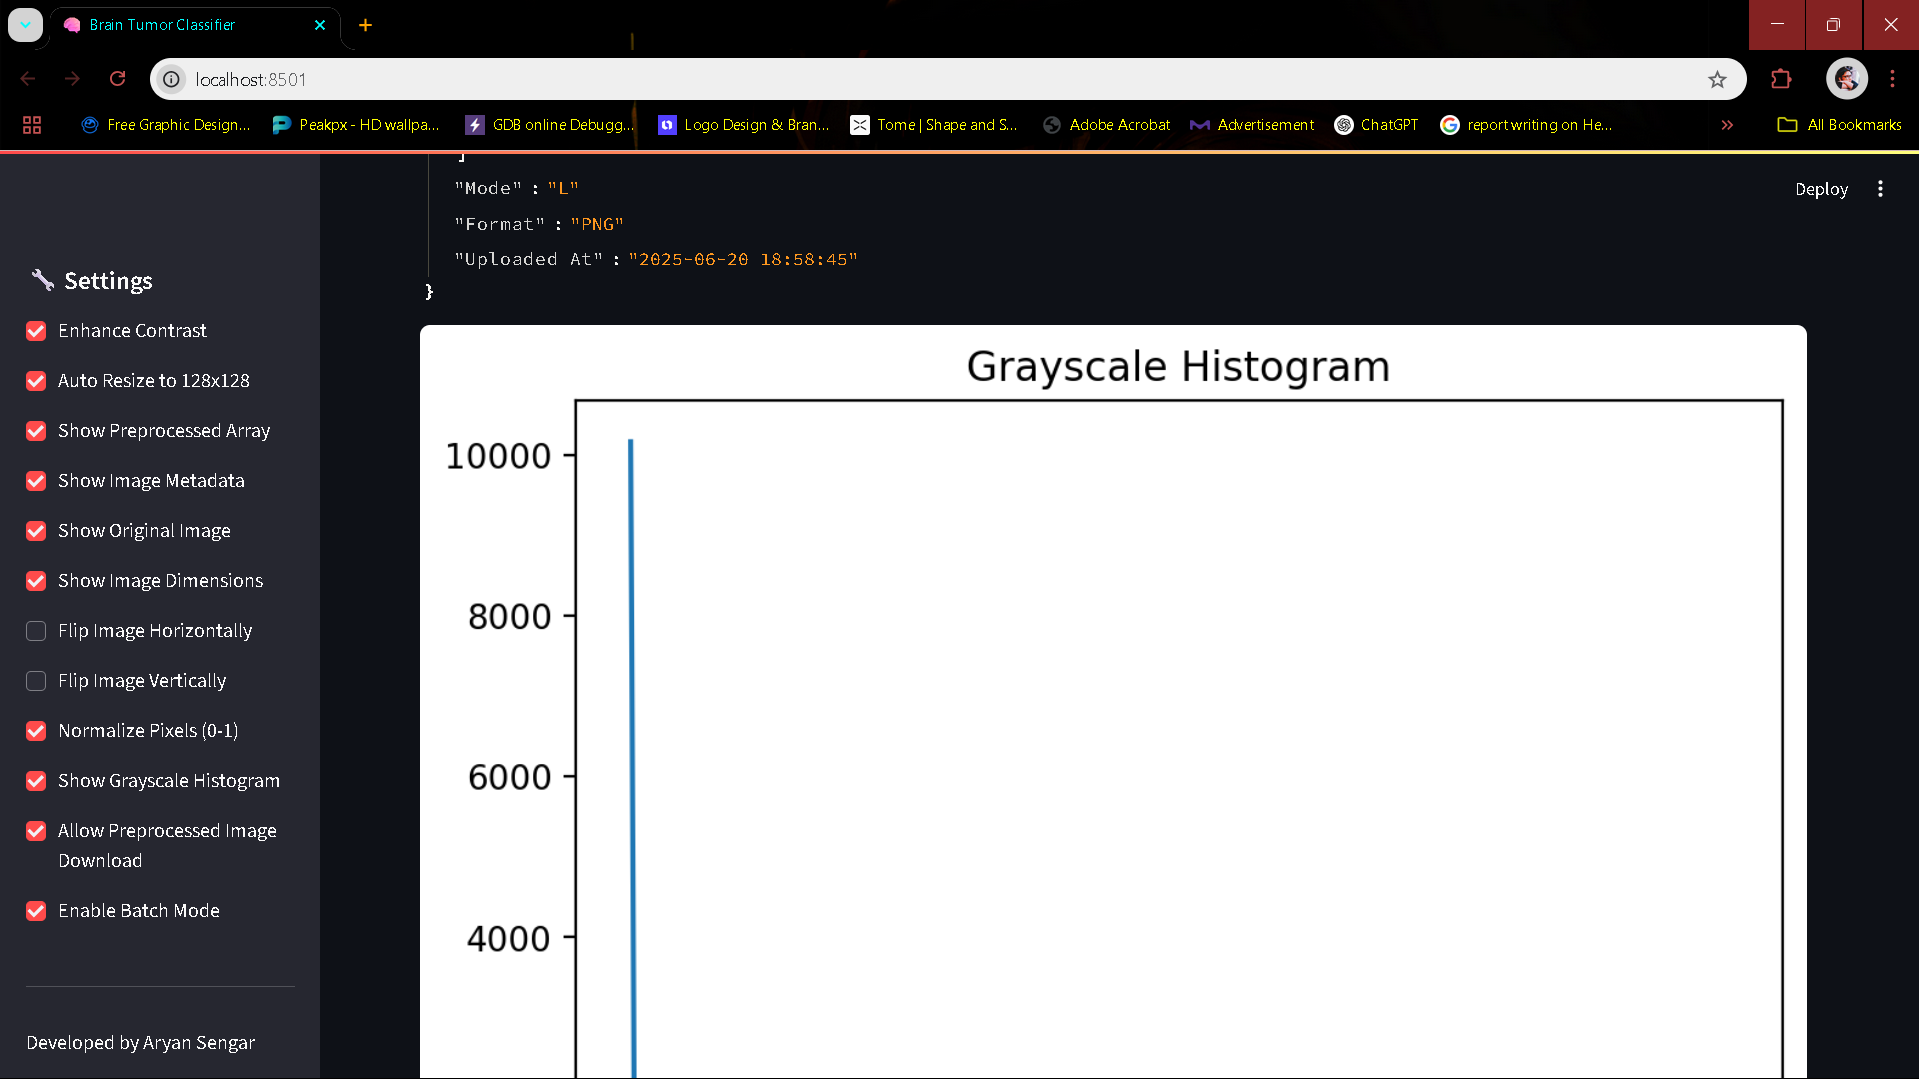 Brain Tumor Classifier
localhost:8501
Free Graphic Design... Peakpx - HD wallpa... GDB online Debugg... Logo Design & Bran... Tome | Shape and S... Adobe Acrobat Advertisement ChatGPT report writing on He... » All Bookmarks
]
"Mode" : "L"
Deploy
"Format" : "PNG"
"Uploaded At" : "2025-06-20 18:58:45"
}
Settings
Enhance Contrast
Auto Resize to 128x128
Show Preprocessed Array
Show Image Metadata
Show Original Image
Show Image Dimensions
Flip Image Horizontally
Flip Image Vertically
Normalize Pixels (0-1)
Show Grayscale Histogram
Allow Preprocessed Image
Download
Enable Batch Mode
Developed by Aryan Sengar
Grayscale Histogram
10000
8000
6000
4000